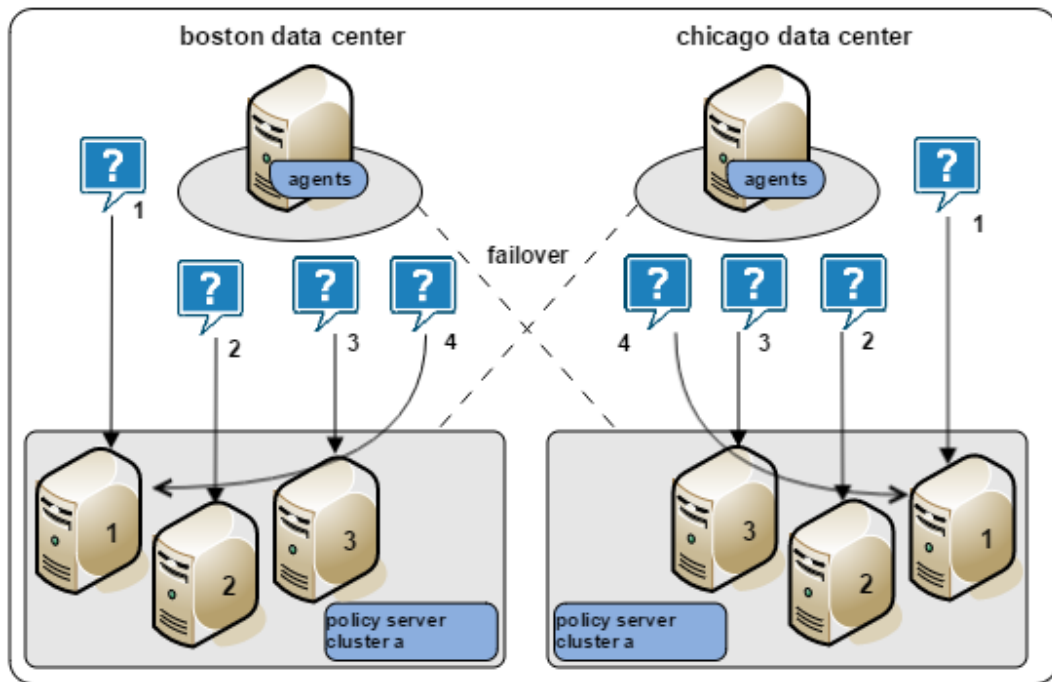 boston data center
chicago data center
?
agents
1
?
agents
1
failover
?
2
?
3
?
4
?
4
?
3
?
2
1
2
3
policy server
cluster a
3
2
1
policy server
cluster a